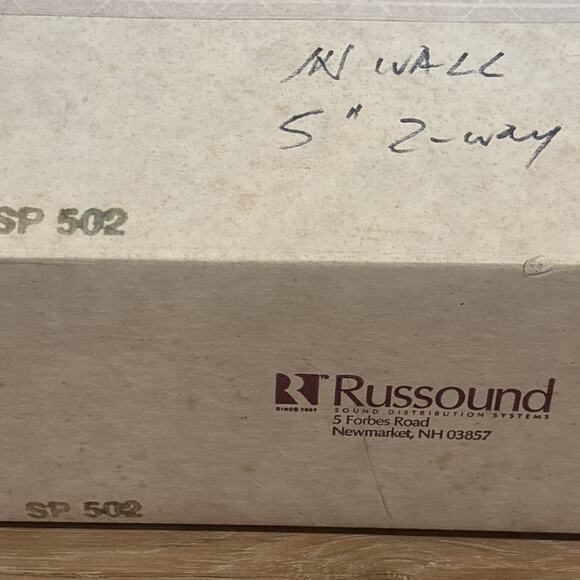 IN WALL
5" 2-way
SP 502
Russound
SINCE 1967
SOUND DISTRIBUTION SYSTEMS
5 Forbes Road
Newmarket, NH 03857
SP 502